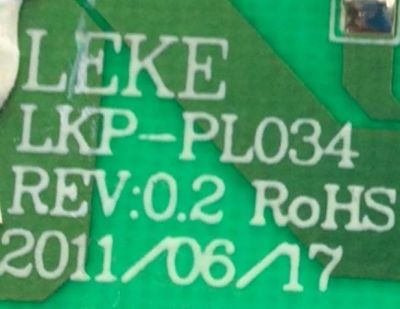 LEKE
LKP-PL034
REV:0.2 RoHS
2011/06/17